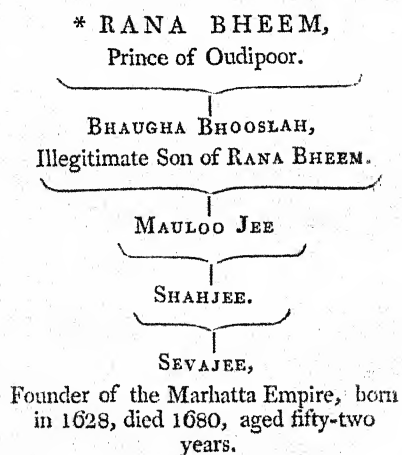 * RANA BHEEM,
Prince of Oudipoor.
BHAUGHA BHOOSLAH,
Illegitimate Son of RANA BHEEM.
MAULOO JEE
SHAHJEE.
SEVAJEE,
Founder of the Marhatta Empire, born
in 1628, died 1680, aged fifty-two
years.